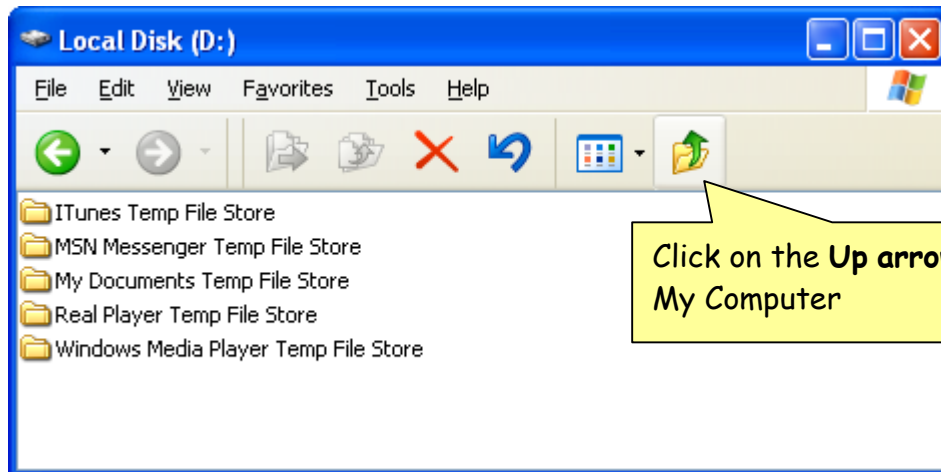 Local Disk (D:)
File Edit View Favorites Tools Help
ITunes Temp File Store
MSN Messenger Temp File Store
My Documents Temp File Store
Real Player Temp File Store
Windows Media Player Temp File Store
Click on the Up
My Computer